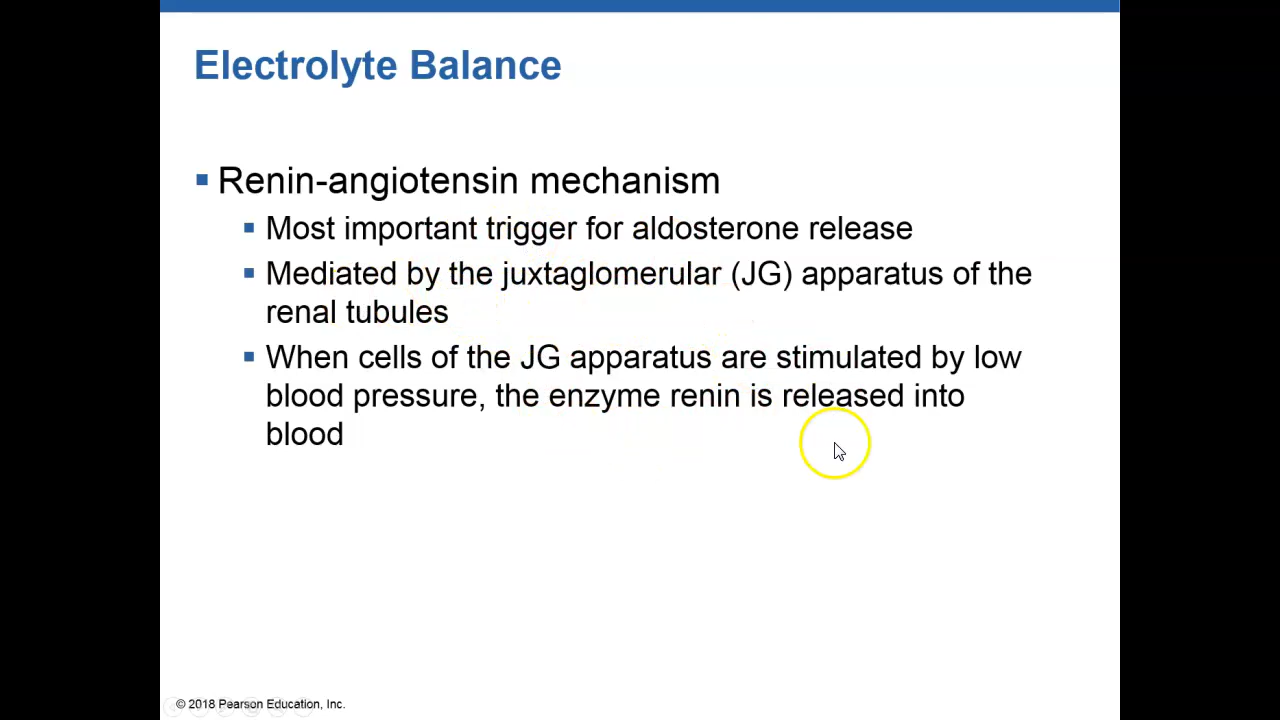 Electrolyte Balance
▪ Renin-angiotensin mechanism
▪ Most important trigger for aldosterone release
▪ Mediated by the juxtaglomerular (JG) apparatus of the
renal tubules
▪ When cells of the JG apparatus are stimulated by low
blood pressure, the enzyme renin is released into
blood
© 2018 Pearson Education, Inc.